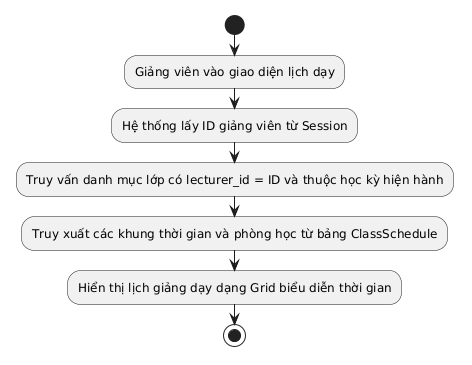 Giảng viên vào giao diện lịch dạy
Hệ thống lấy ID giảng viên từ Session
Truy vấn danh mục lớp có lecturer_id = ID và thuộc học kỳ hiện hành
Truy xuất các khung thời gian và phòng học từ bảng ClassSchedule
Hiển thị lịch giảng dạy dạng Grid biểu diễn thời gian